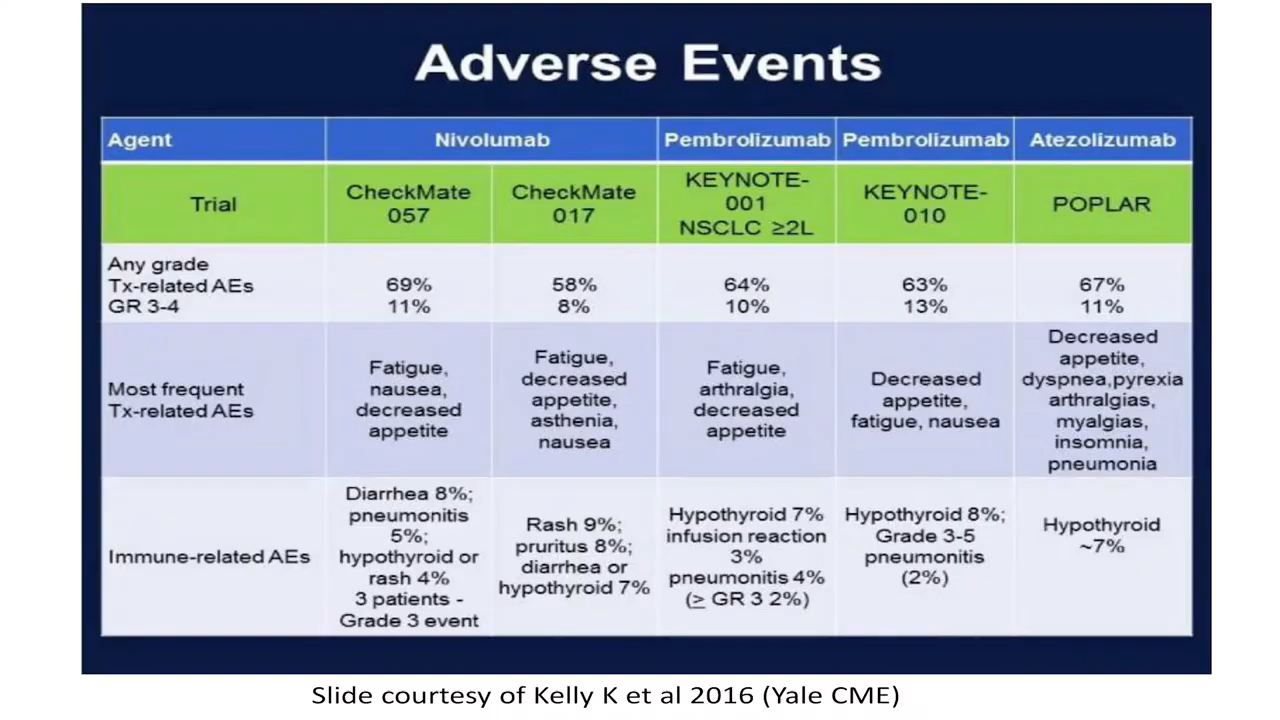 Adverse Events
Agent
Nivolumab
Pembrolizumab
Pembrolizumab
Atezolizumab
Trial
CheckMate
057
CheckMate
017
KEYNOTE-
001
NSCLC ≥2L
KEYNOTE-
010
POPLAR
Any grade
Tx-related AEs
GR 3-4
69%
11%
58%
8%
64%
10%
63%
13%
67%
11%
Most frequent
Tx-related AEs
Fatigue,
nausea,
decreased
appetite
Fatigue,
decreased
appetite,
asthenia,
nausea
Fatigue,
arthralgia,
decreased
appetite
Decreased
appetite,
fatigue, nausea
Decreased
appetite,
dyspnea,pyrexia
arthralgias,
myalgias,
insomnia,
pneumonia
Immune-related AEs
Diarrhea 8%;
pneumonitis
5%;
hypothyroid or
rash 4%
3 patients -
Grade 3 event
Rash 9%;
pruritus 8%;
diarrhea or
hypothyroid 7%
Hypothyroid 7%
infusion reaction
3%
pneumonitis 4%
(≥ GR 3 2%)
Hypothyroid 8%;
Grade 3-5
pneumonitis
(2%)
Hypothyroid
~7%
Slide courtesy of Kelly K et al 2016 (Yale CME)